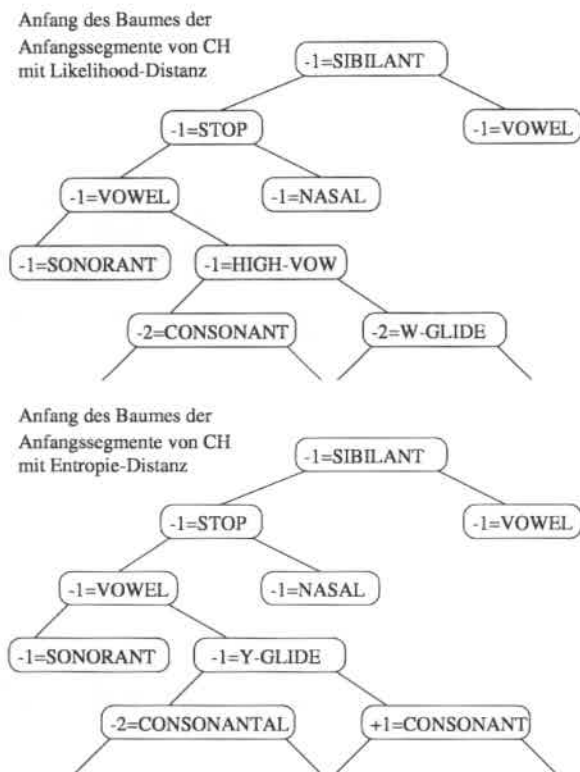 Anfang des Baumes der
Anfangssegmente von CH
mit Likelihood-Distanz
-1=SIBILANT
-1=STOP
-1=VOWEL
-1=VOWEL
-1=NASAL
-1=SONORANT
-1=HIGH-VOW
-2=CONSONANT
-2=W-GLIDE
Anfang des Baumes der
Anfangssegmente von CH
mit Entropie-Distanz
-1=SIBILANT
-1=STOP
-1=VOWEL
-1=VOWEL
-1=NASAL
-1=SONORANT
-1=Y-GLIDE
-2=CONSONANTAL
+1=CONSONANT